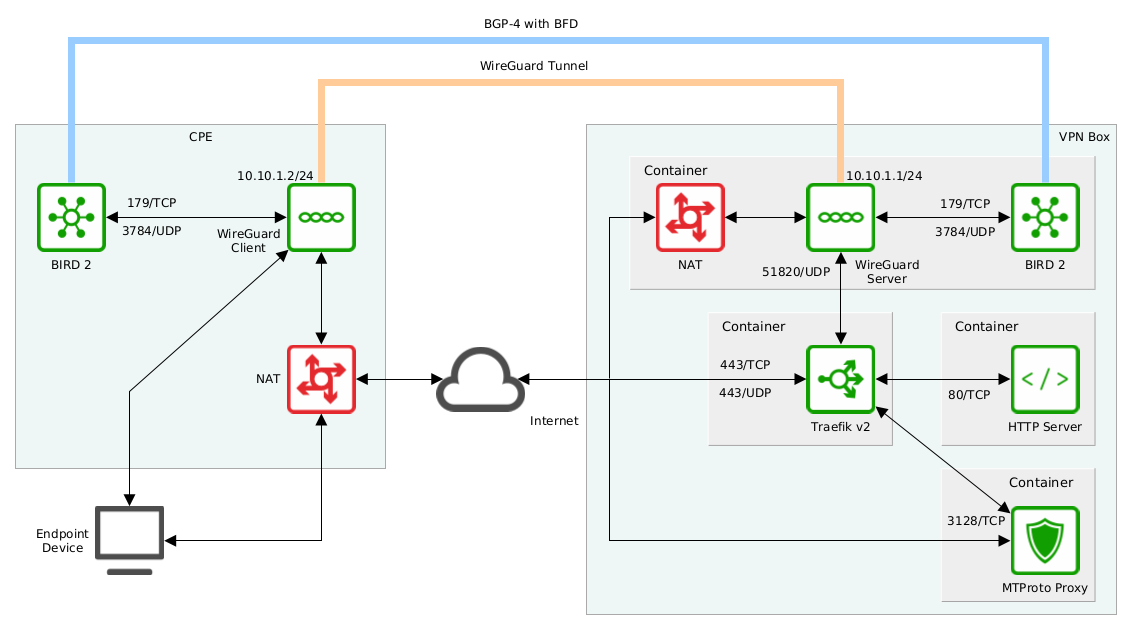 BGP-4 with BFD
WireGuard Tunnel
CPE
VPN Box
10.10.1.2/24
Container
10.10.1.1/24
179/TCP
3784/UDP
WireGuard
Client
BIRD 2
179/TCP
3784/UDP
NAT
51820/UDP
WireGuard
Server
BIRD 2
Container
Container
NAT
443/TCP
443/UDP
80/TCP
Internet
Traefik v2
HTTP Server
Container
3128/TCP
Endpoint
Device
MTProto Proxy